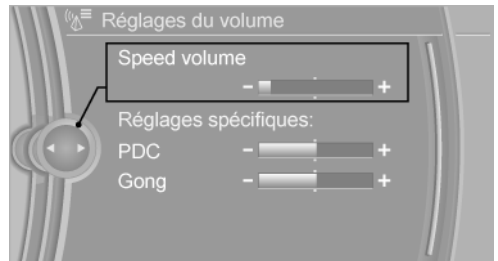 Réglages du volume
Speed volume
- +
Réglages spécifiques:
PDC - +
Gong - +